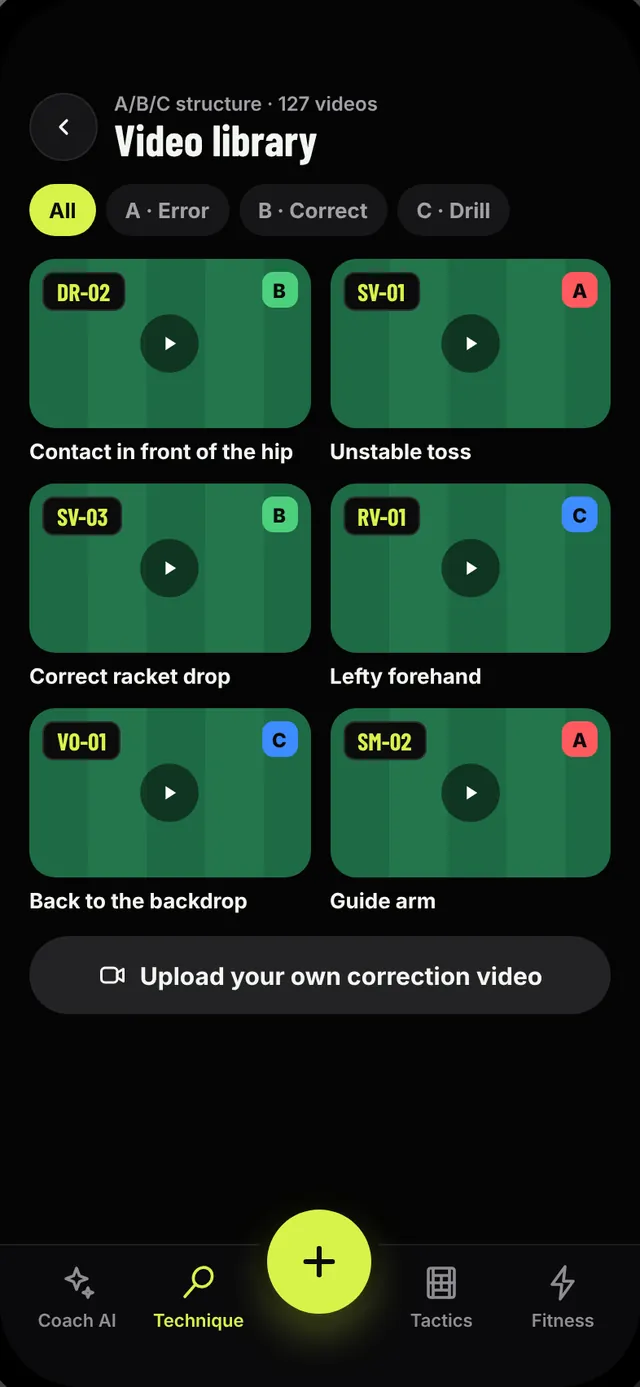 A/B/C structure · 127 videos
Video library
All
A · Error
B · Correct
C · Drill
DR-02
B
SV-01
A
Contact in front of the hip
Unstable toss
SV-03
B
RV-01
C
Correct racket drop
Lefty forehand
VO-01
C
SM-02
A
Back to the backdrop
Guide arm
Upload your own correction video
Coach AI
Technique
Tactics
Fitness